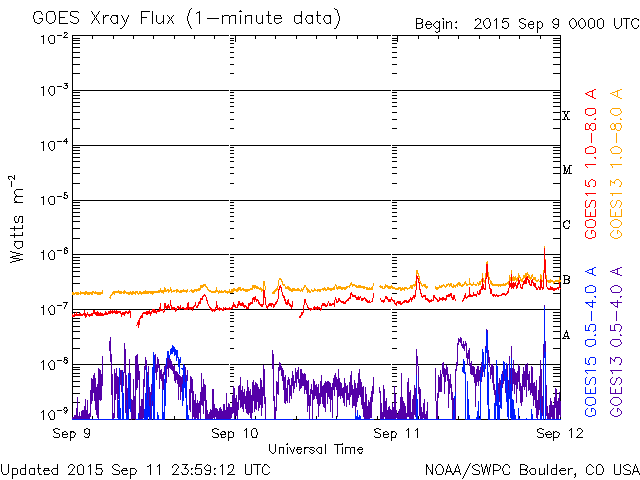 GOES Xray Flux (1-minute data)
Begin: 2015 Sep 9 0000 UTC
10⁻²
10⁻³
10⁻⁴
10⁻⁵
10⁻⁶
10⁻⁷
10⁻⁸
10⁻⁹
Watts m⁻²
X
M
C
B
A
GOES15 1.0-8.0 A
GOES13 1.0-8.0 A
GOES15 0.5-4.0 A
GOES13 0.5-4.0 A
Sep 9
Sep 10
Sep 11
Sep 12
Universal Time
Updated 2015 Sep 11 23:59:12 UTC
NOAA/SWPC Boulder, CO USA